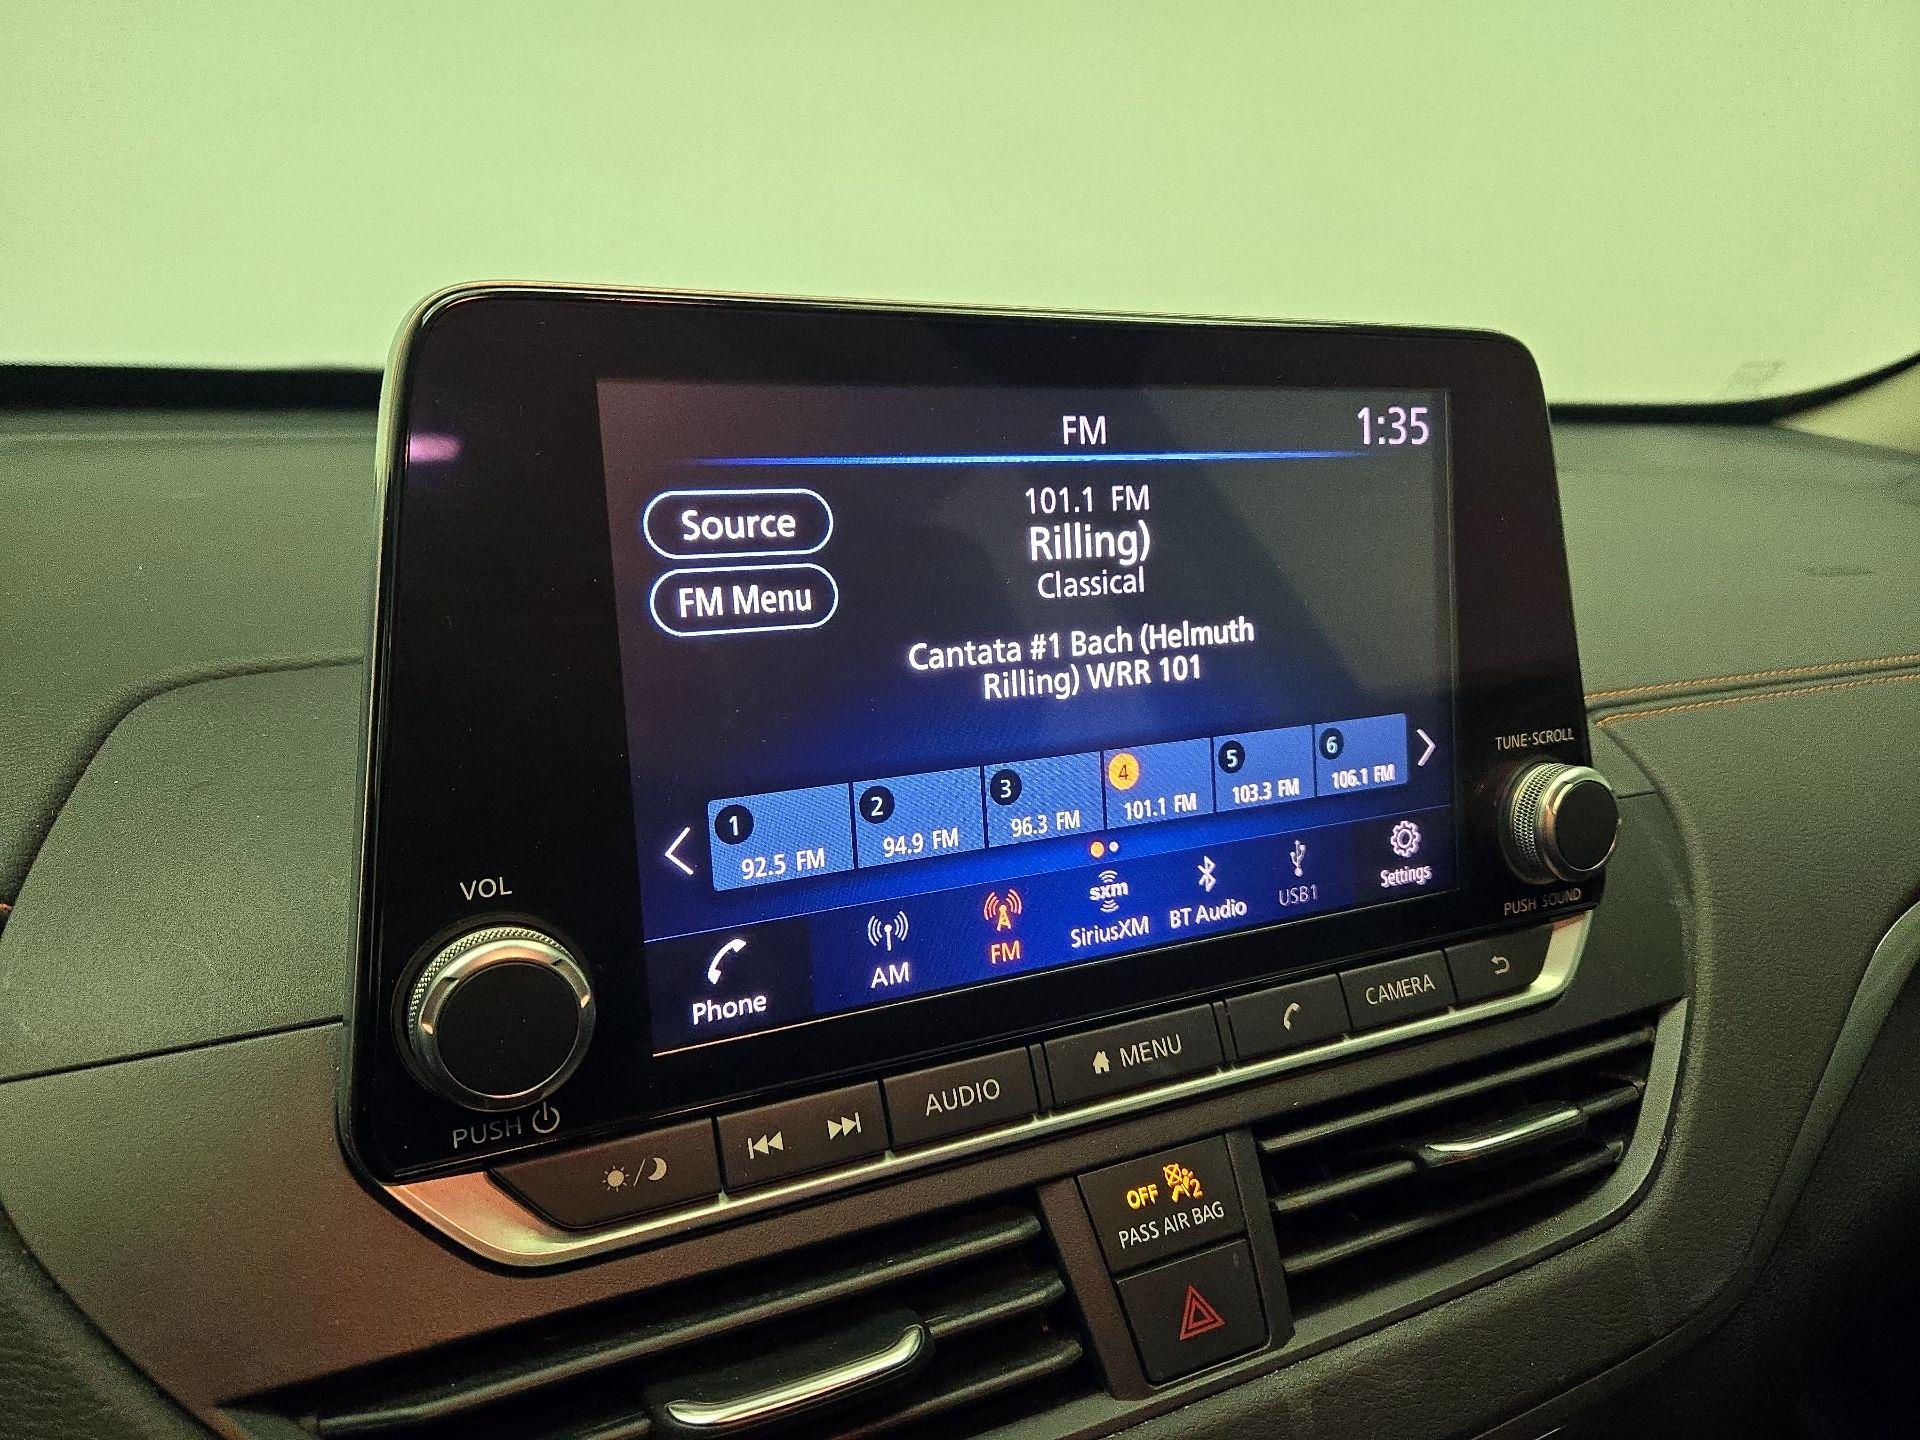 FM
1:35
Source
FM Menu
101.1 FM
Rilling)
Classical
Cantata #1 Bach (Helmuth
Rilling) WRR 101
1
92.5 FM
2
94.9 FM
3
96.3 FM
4
101.1 FM
5
103.3 FM
6
106.1 FM
Phone
AM
FM
sxm
SiriusXM
BT Audio
USB1
Settings
VOL
PUSH
TUNE·SCROLL
PUSH SOUND
AUDIO
MENU
CAMERA
OFF
2
PASS AIR BAG